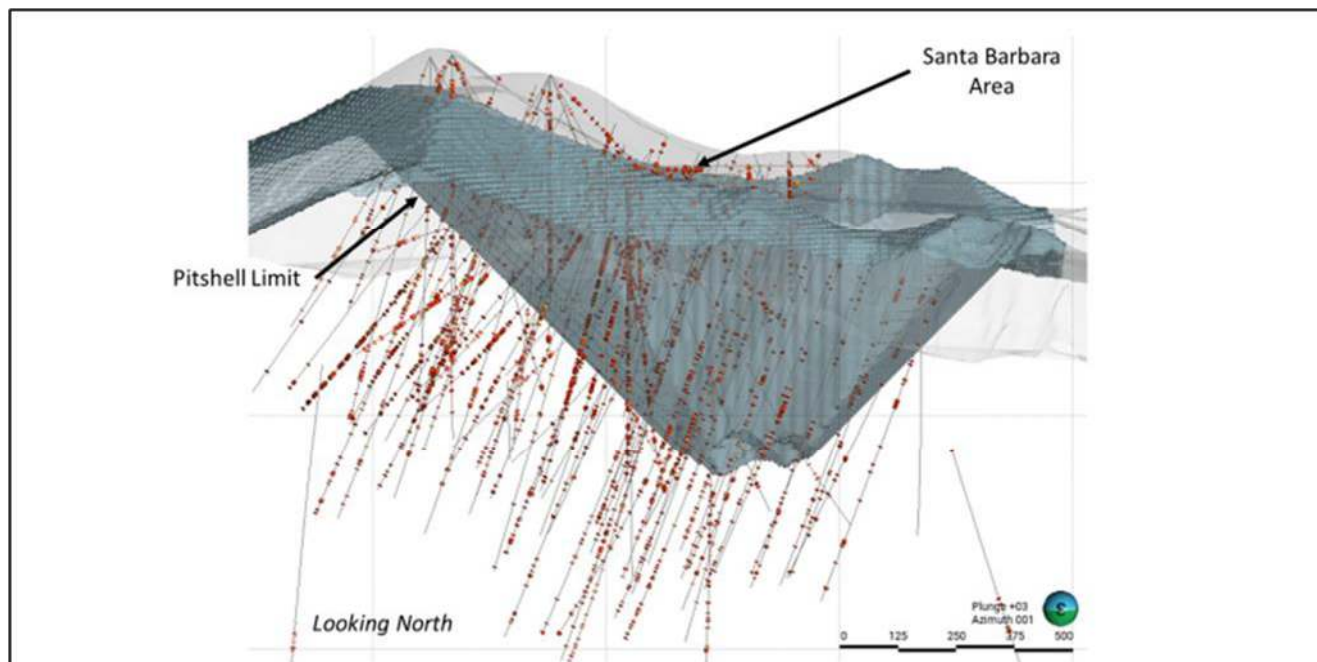 Santa Barbara
Area
Pitshell Limit
Looking North
Plunge +03
Azimuth 001
0 125 250 375 500